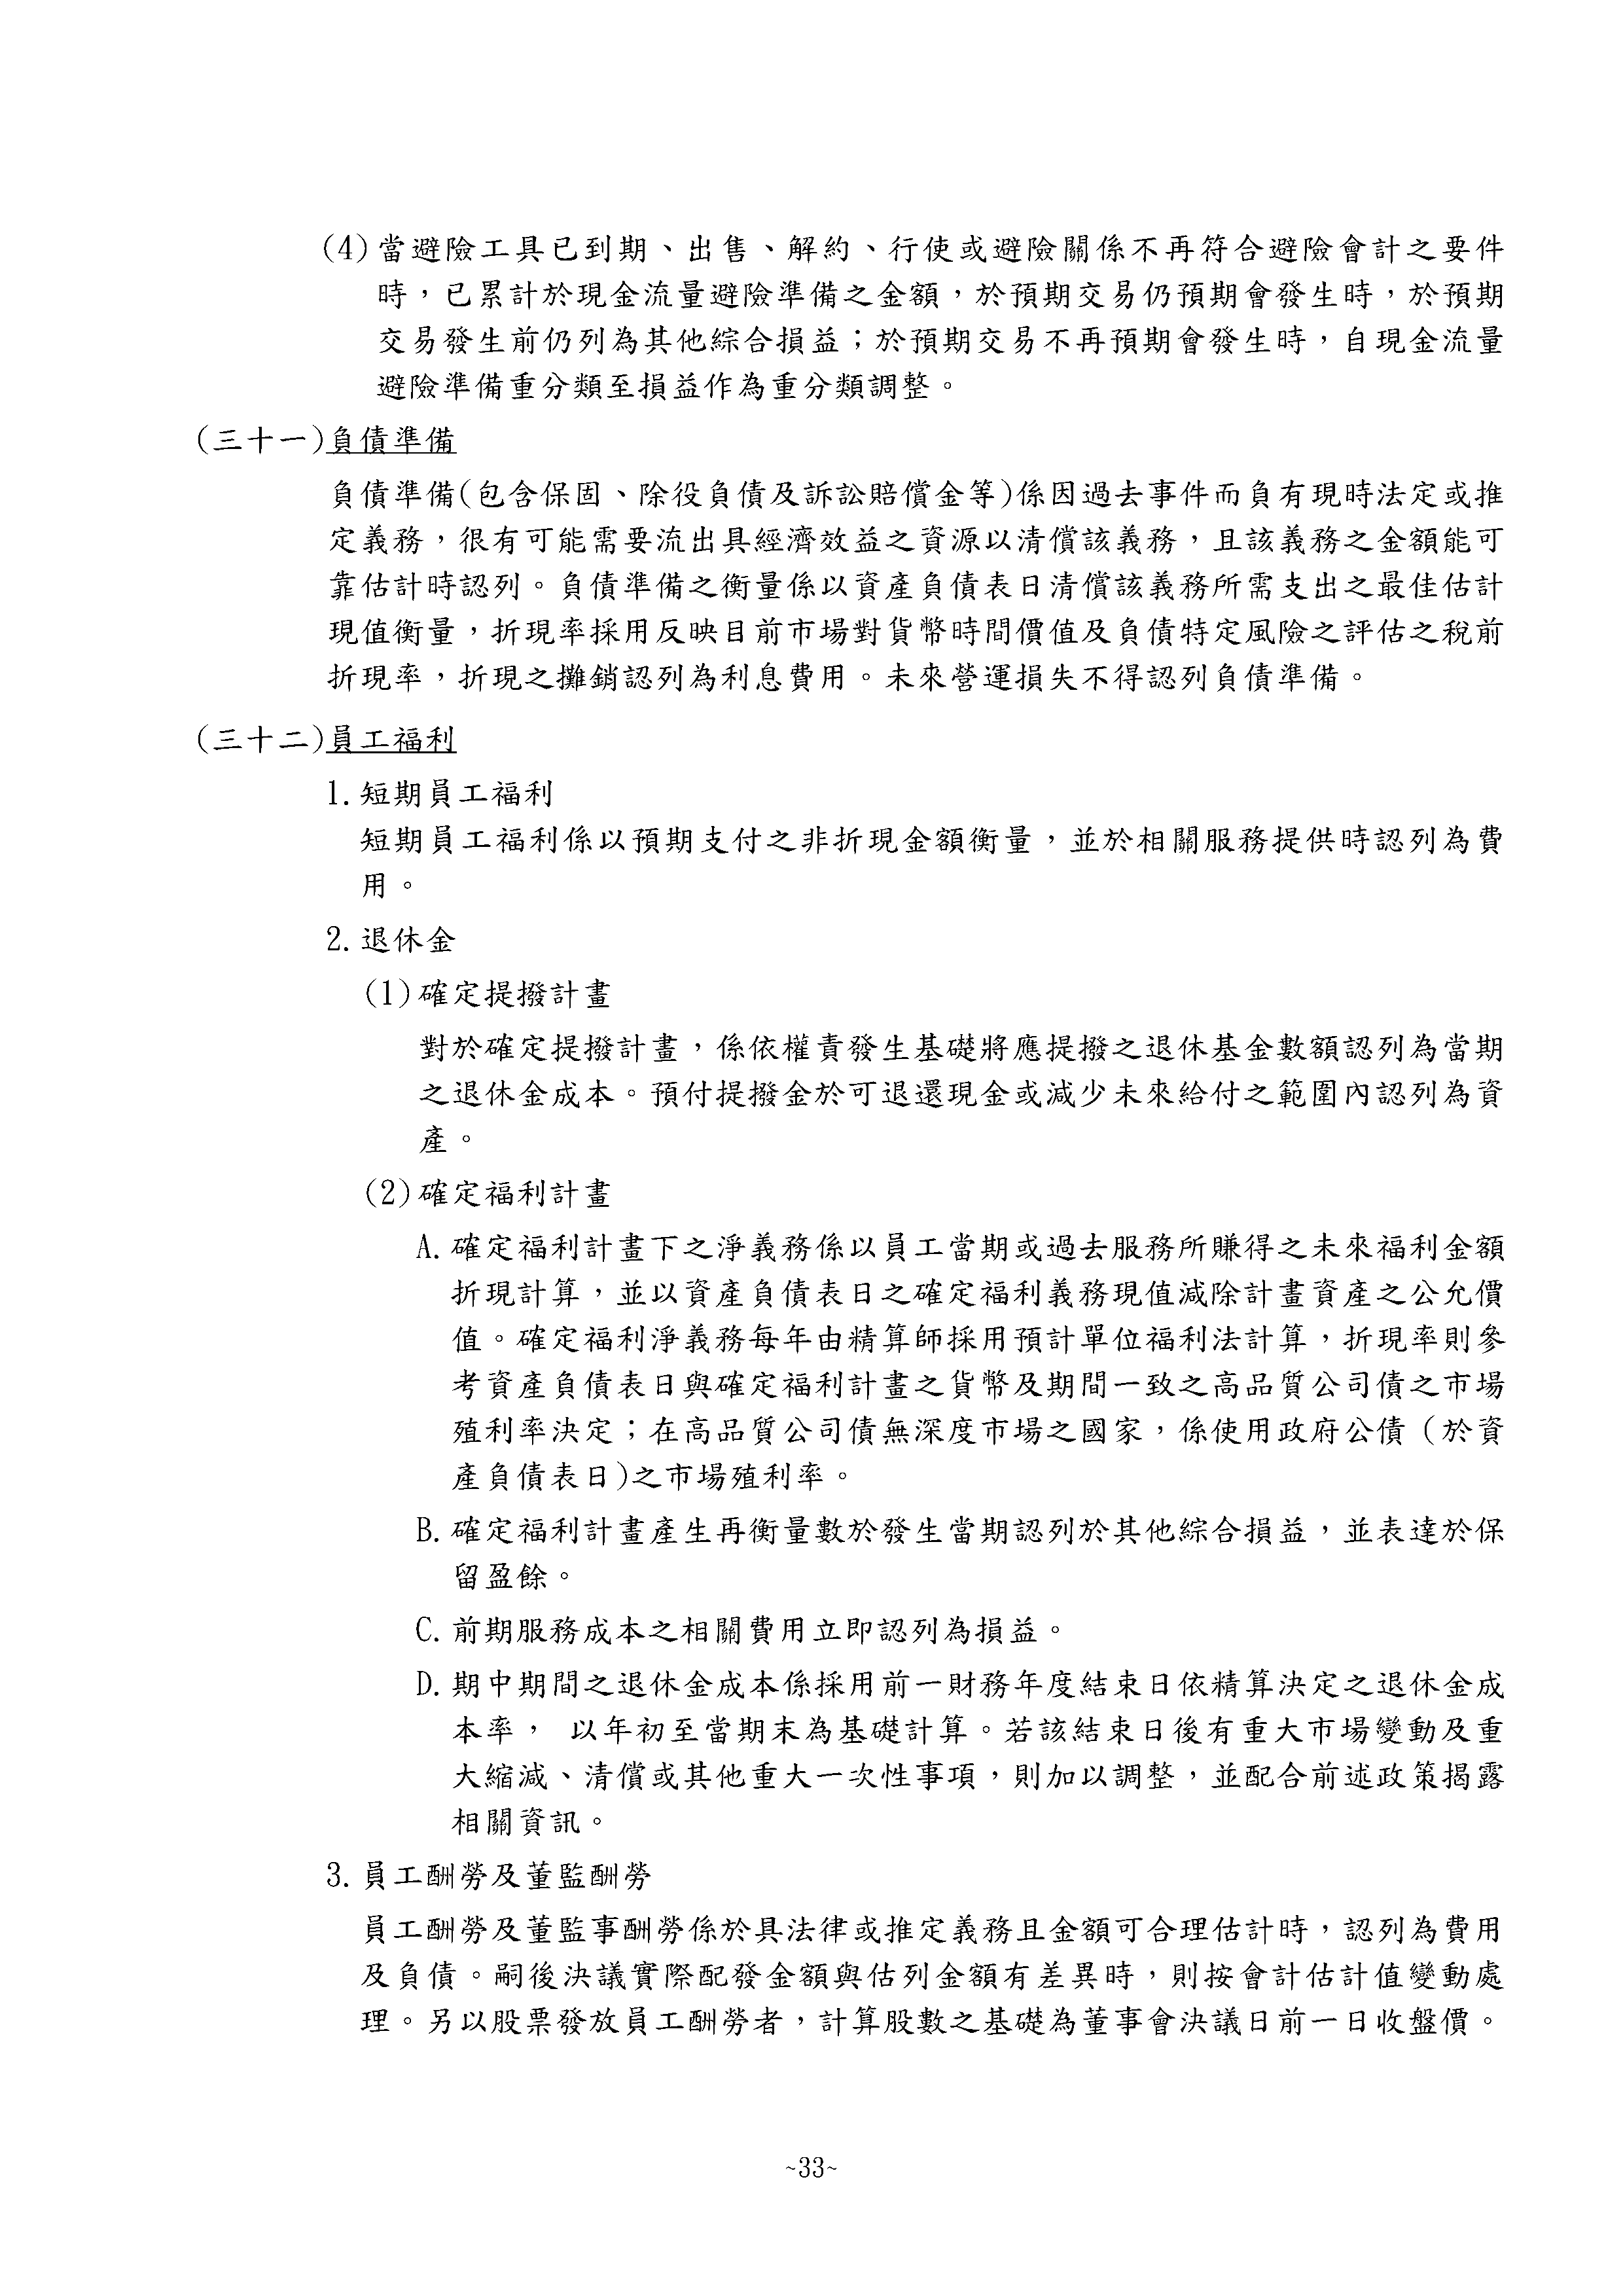 (4)當避險工具已到期、出售、解約、行使或避險關係不再符合避險會計之要件
時，已累計於現金流量避險準備之金額，於預期交易仍預期會發生時，於預期
交易發生前仍列為其他綜合損益；於預期交易不再預期會發生時，自現金流量
避險準備重分類至損益作為重分類調整。
(三十一)負債準備
負債準備(包含保固、除役負債及訴訟賠償金等)係因過去事件而負有現時法定或推
定義務，很有可能需要流出具經濟效益之資源以清償該義務，且該義務之金額能可
靠估計時認列。負債準備之衡量係以資產負債表日清償該義務所需支出之最佳估計
現值衡量，折現率採用反映目前市場對貨幣時間價值及負債特定風險之評估之稅前
折現率，折現之攤銷認列為利息費用。未來營運損失不得認列負債準備。
(三十二)員工福利
1.短期員工福利
短期員工福利係以預期支付之非折現金額衡量，並於相關服務提供時認列為費
用。
2.退休金
(1)確定提撥計畫
對於確定提撥計畫，係依權責發生基礎將應提撥之退休基金數額認列為當期
之退休金成本。預付提撥金於可退還現金或減少未來給付之範圍內認列為資
產。
(2)確定福利計畫
A.確定福利計畫下之淨義務係以員工當期或過去服務所賺得之未來福利金額
折現計算，並以資產負債表日之確定福利義務現值減除計畫資產之公允價
值。確定福利淨義務每年由精算師採用預計單位福利法計算，折現率則參
考資產負債表日與確定福利計畫之貨幣及期間一致之高品質公司債之市場
殖利率決定；在高品質公司債無深度市場之國家，係使用政府公債（於資
產負債表日)之市場殖利率。
B.確定福利計畫產生再衡量數於發生當期認列於其他綜合損益，並表達於保
留盈餘。
C.前期服務成本之相關費用立即認列為損益。
D.期中期間之退休金成本係採用前一財務年度結束日依精算決定之退休金成
本率， 以年初至當期末為基礎計算。若該結束日後有重大市場變動及重
大縮減、清償或其他重大一次性事項，則加以調整，並配合前述政策揭露
相關資訊。
3.員工酬勞及董監酬勞
員工酬勞及董監事酬勞係於具法律或推定義務且金額可合理估計時，認列為費用
及負債。嗣後決議實際配發金額與估列金額有差異時，則按會計估計值變動處
理。另以股票發放員工酬勞者，計算股數之基礎為董事會決議日前一日收盤價。
~33~